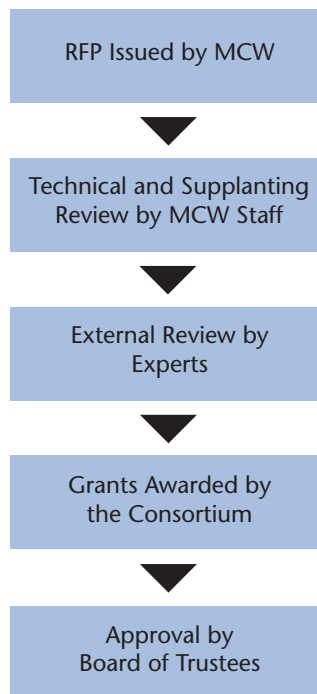 RFP Issued by MCW
Technical and Supplanting
Review by MCW Staff
External Review by
Experts
Grants Awarded by
the Consortium
Approval by
Board of Trustees